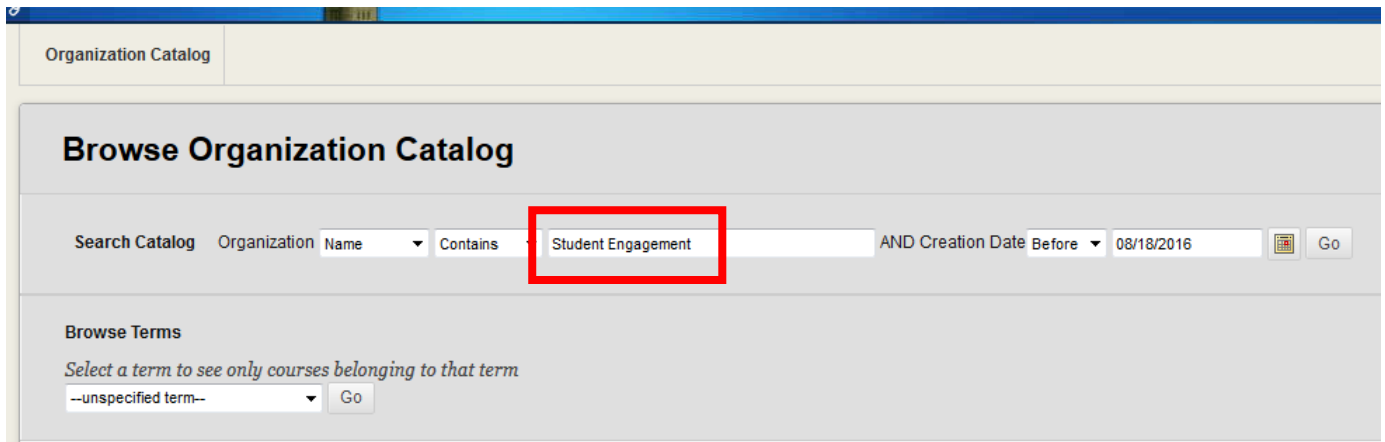 Organization Catalog
Browse Organization Catalog
Search Catalog Organization Name Contains Student Engagement AND Creation Date Before 08/18/2016 Go
Browse Terms
Select a term to see only courses belonging to that term
--unspecified term-- Go